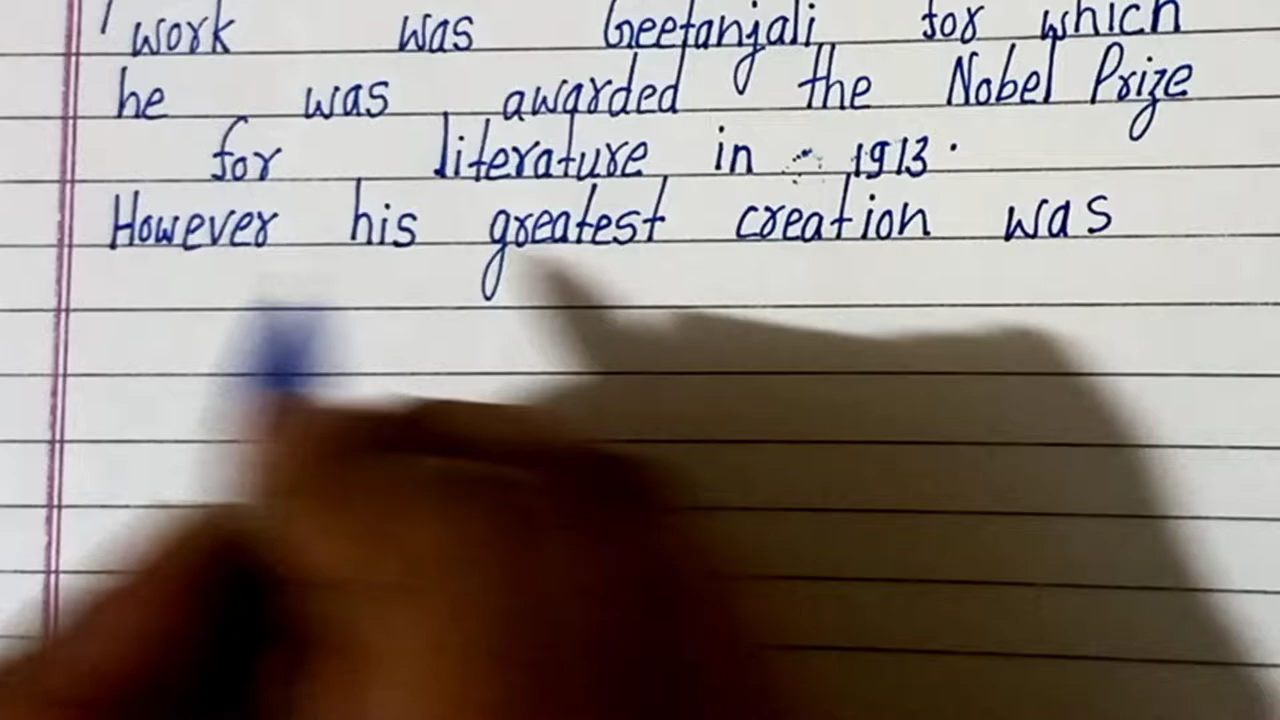 work was Geetanjali for which
he was awarded the Nobel Prize
for literature in 1913.
However his greatest creation was